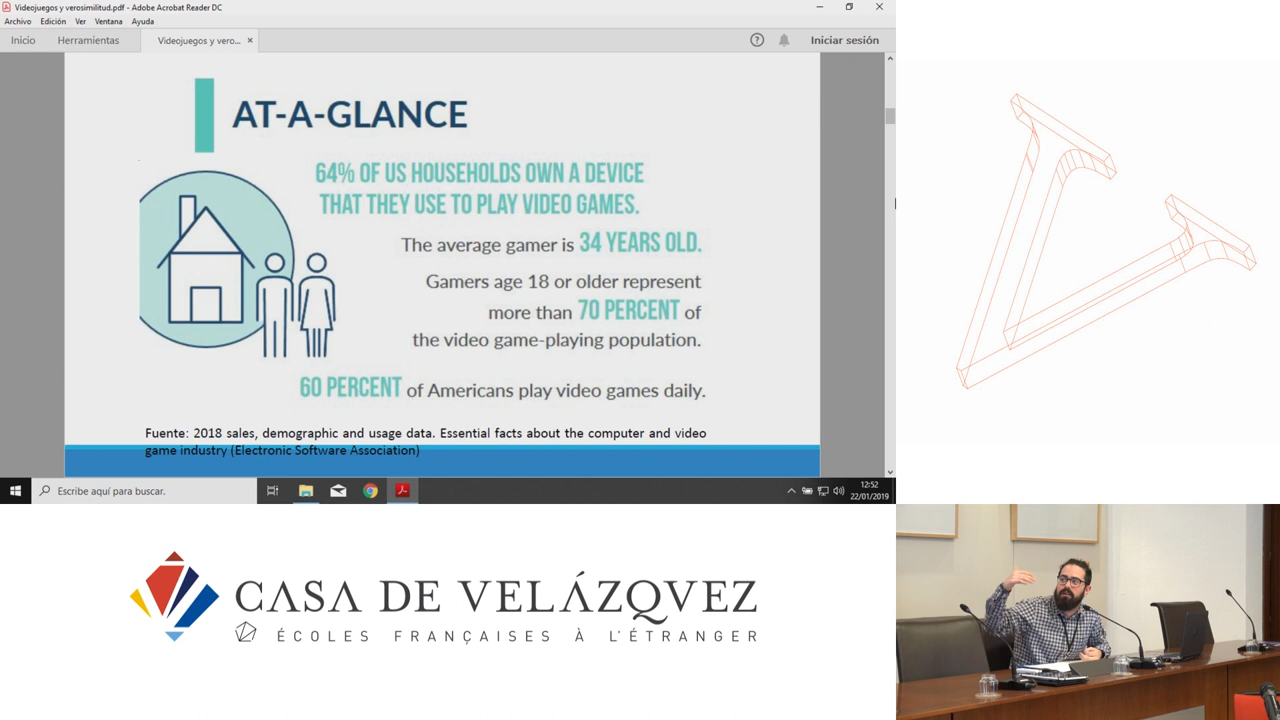 Videojuegos y verosimilitud.pdf - Adobe Acrobat Reader DC
Archivo Edición Ver Ventana Ayuda
Inicio Herramientas Videojuegos y vero... × Iniciar sesión
AT-A-GLANCE
64% OF US HOUSEHOLDS OWN A DEVICE
THAT THEY USE TO PLAY VIDEO GAMES.
The average gamer is 34 YEARS OLD.
Gamers age 18 or older represent
more than 70 PERCENT of
the video game-playing population.
60 PERCENT of Americans play video games daily.
Fuente: 2018 sales, demographic and usage data. Essential facts about the computer and video
game industry (Electronic Software Association)
Escribe aquí para buscar.
12:52
22/01/2019
CASA DE VELÁZQVEZ
ÉCOLES FRANÇAISES À L'ÉTRANGER